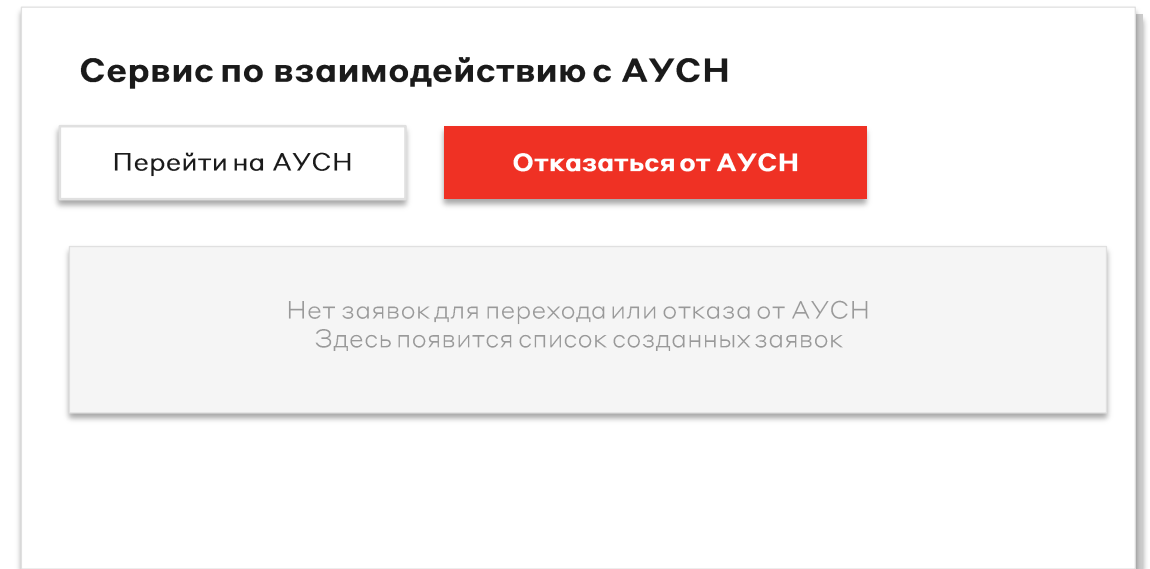 Сервис по взаимодействию с АУСН
Перейти на АУСН
Отказаться от АУСН
Нет заявок для перехода или отказа от АУСН
Здесь появится список созданных заявок